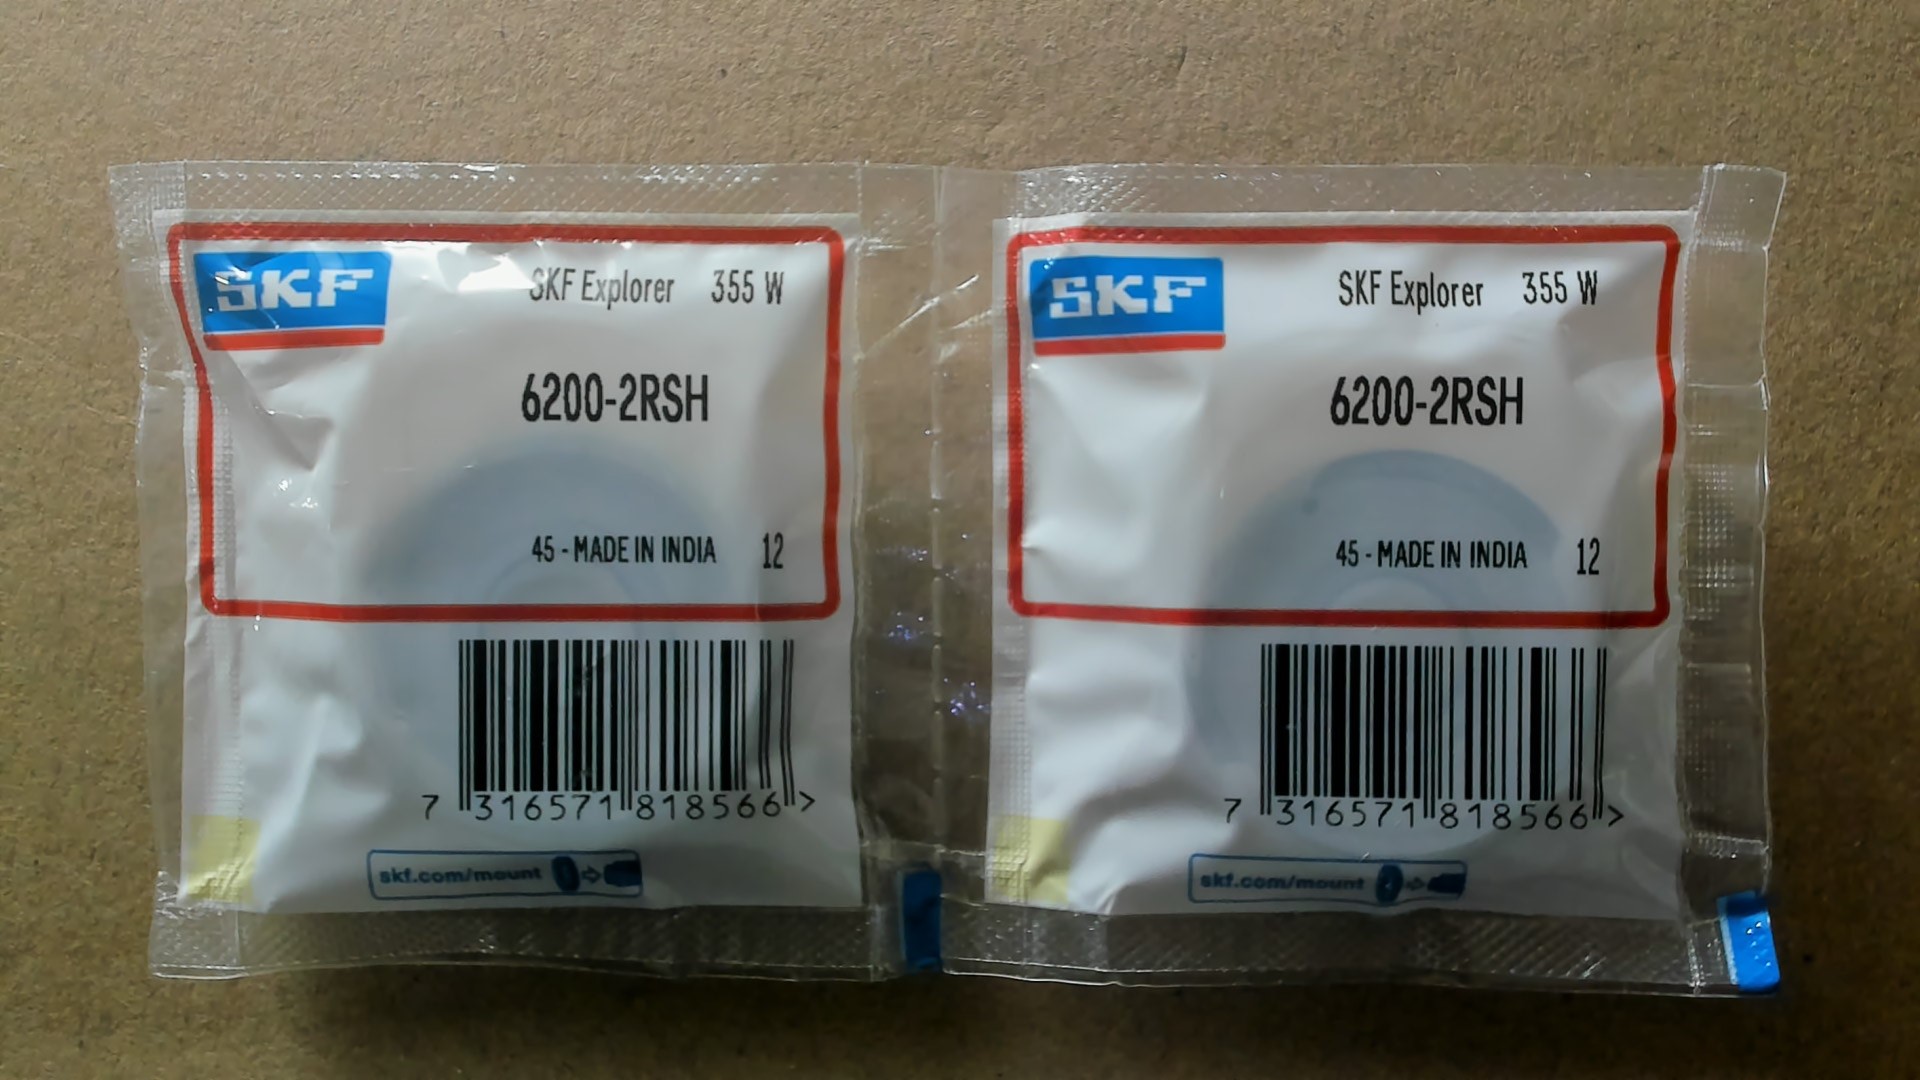 SKF
SKF Explorer 355 W
6200-2RSH
45 - MADE IN INDIA 12
7 316571 818566 >
skf.com/mount
SKF
SKF Explorer 355 W
6200-2RSH
45 - MADE IN INDIA 12
7 316571 818566 >
skf.com/mount